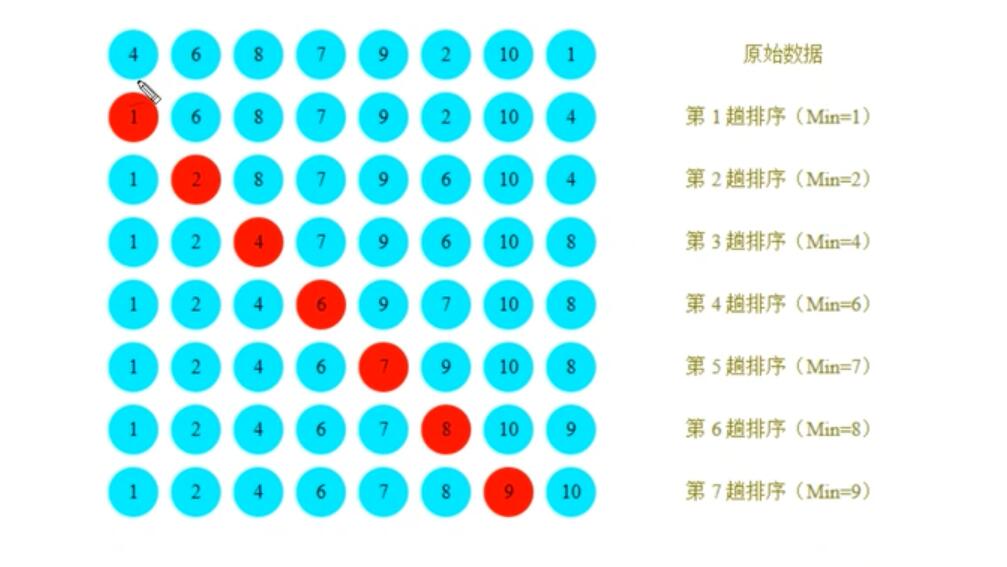 4 6 8 7 9 2 10 1 原始数据
1 6 8 7 9 2 10 4 第 1 趟排序（Min=1）
1 2 8 7 9 6 10 4 第 2 趟排序（Min=2）
1 2 4 7 9 6 10 8 第 3 趟排序（Min=4）
1 2 4 6 9 7 10 8 第 4 趟排序（Min=6）
1 2 4 6 7 9 10 8 第 5 趟排序（Min=7）
1 2 4 6 7 8 10 9 第 6 趟排序（Min=8）
1 2 4 6 7 8 9 10 第 7 趟排序（Min=9）